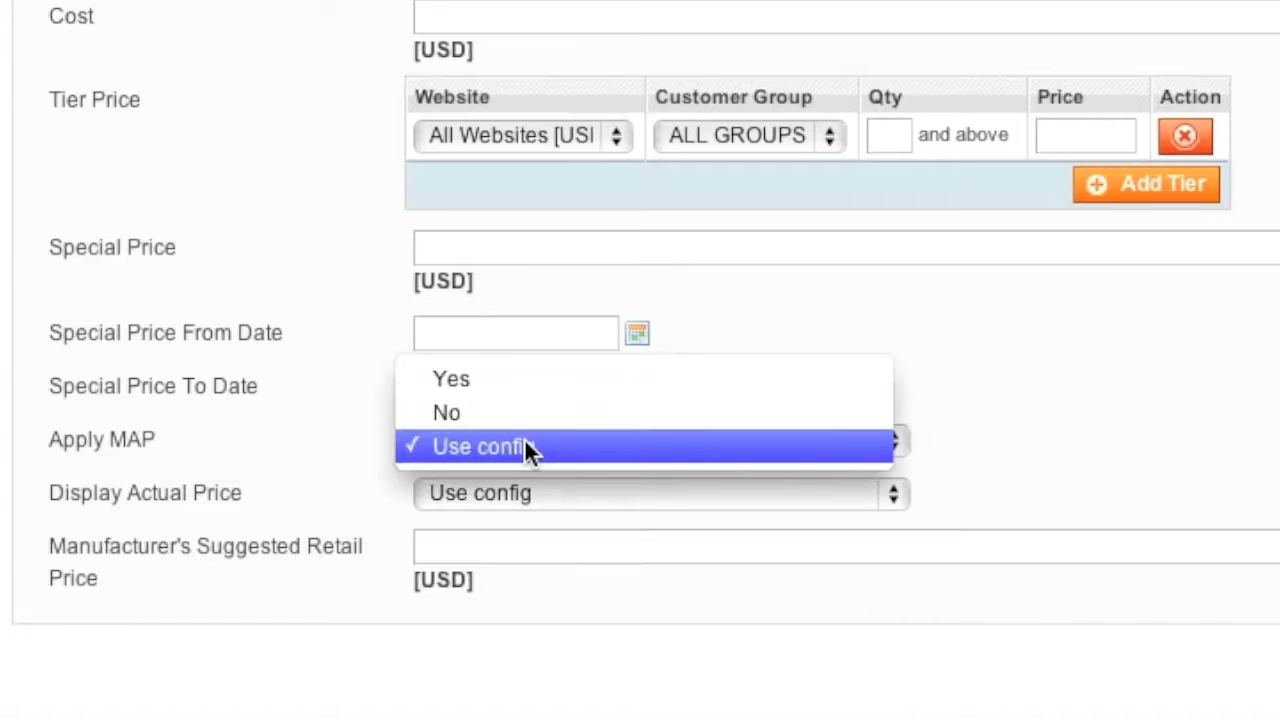 Cost
[USD]
Tier Price
Website Customer Group Qty Price Action
All Websites [USI ALL GROUPS and above
Add Tier
Special Price
[USD]
Special Price From Date
Yes
Special Price To Date
No
Apply MAP
✓ Use config
Display Actual Price Use config
Manufacturer's Suggested Retail
Price
[USD]